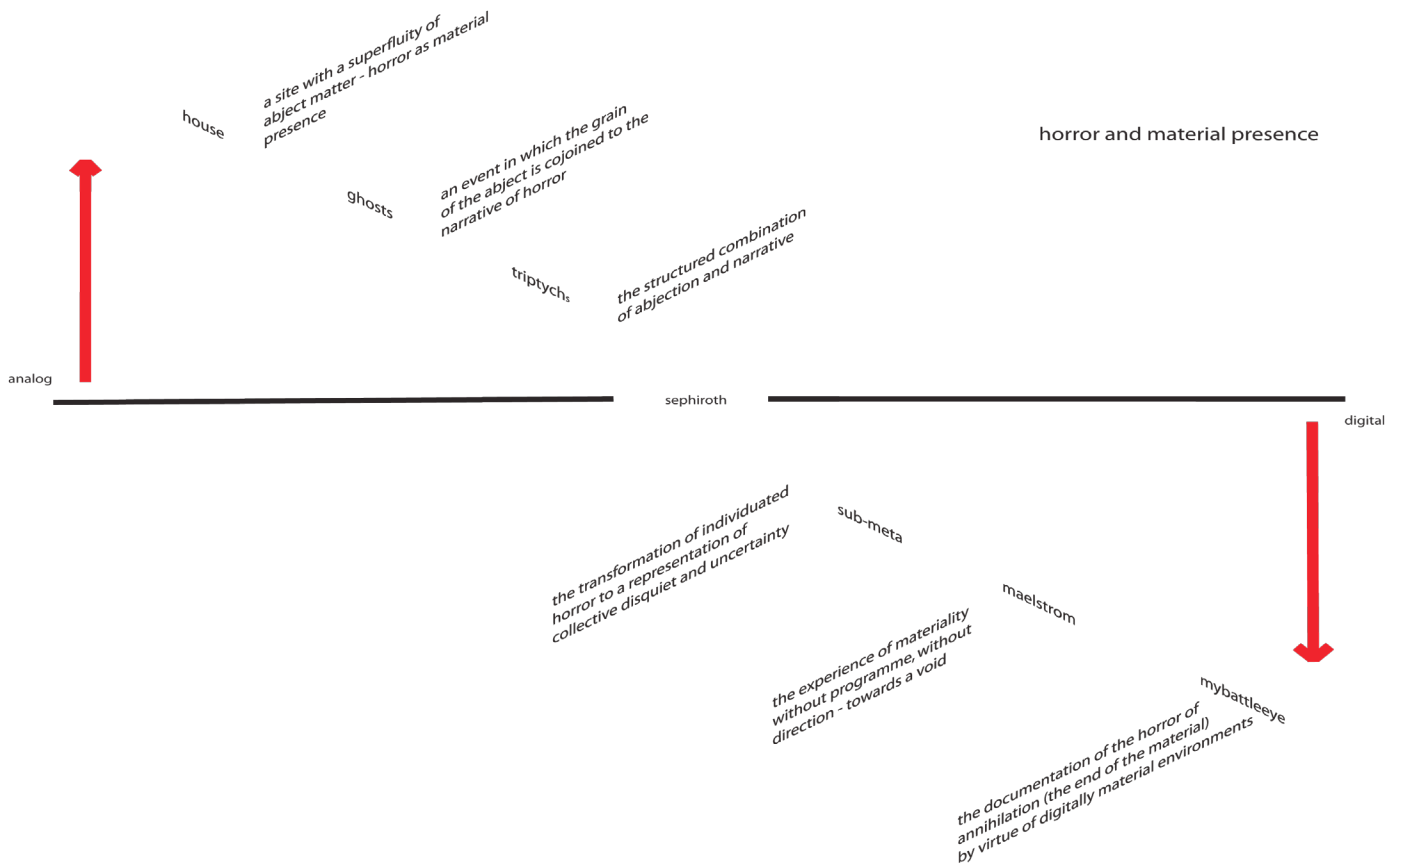 horror and material presence
house
a site with a superfluity of
abject matter - horror as material
presence
ghosts
an event in which the grain
of the abject is cojoined to the
narrative of horror
triptychs
the structured combination
of abjection and narrative
analog
sephiroth
digital
sub-meta
the transformation of individuated
horror to a representation of
collective disquiet and uncertainty
maelstrom
the experience of materiality
without programme, without
direction - towards a void
mybattleeye
the documentation of the horror of
annihilation (the end of the material)
by virtue of digitally material environments